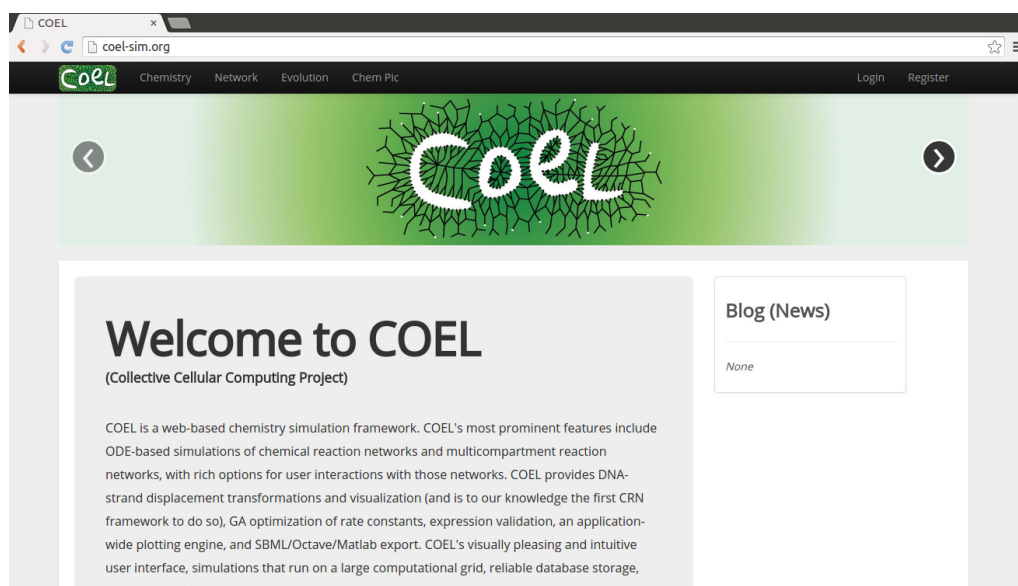 COEL
coel-sim.org
Coel Chemistry Network Evolution Chem Pic Login Register
Coel
Welcome to COEL
(Collective Cellular Computing Project)
COEL is a web-based chemistry simulation framework. COEL's most prominent features include
ODE-based simulations of chemical reaction networks and multicompartment reaction
networks, with rich options for user interactions with those networks. COEL provides DNA-
strand displacement transformations and visualization (and is to our knowledge the first CRN
framework to do so), GA optimization of rate constants, expression validation, an application-
wide plotting engine, and SBML/Octave/Matlab export. COEL's visually pleasing and intuitive
user interface, simulations that run on a large computational grid, reliable database storage,
Blog (News)
None